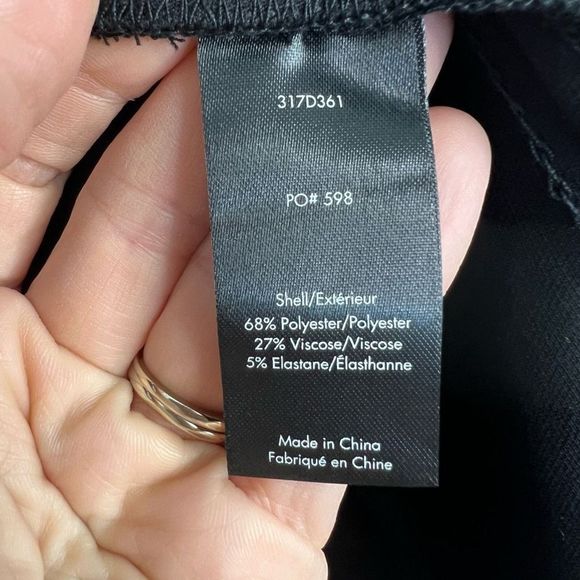 317D361
PO# 598
Shell/Extérieur
68% Polyester/Polyester
27% Viscose/Viscose
5% Elastane/Élasthanne
Made in China
Fabriqué en Chine